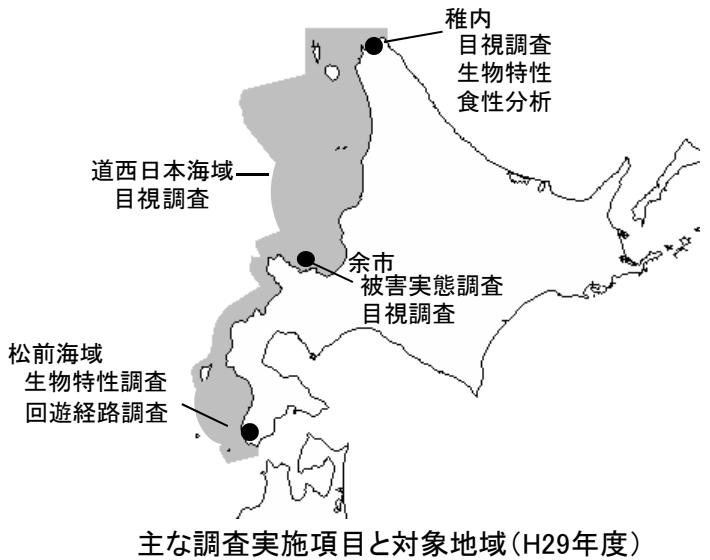 稚内
目視調査
生物特性
食性分析
道西日本海域
目視調査
余市
被害実態調査
目視調査
松前海域
生物特性調査
回遊経路調査
主な調査実施項目と対象地域(H29年度)